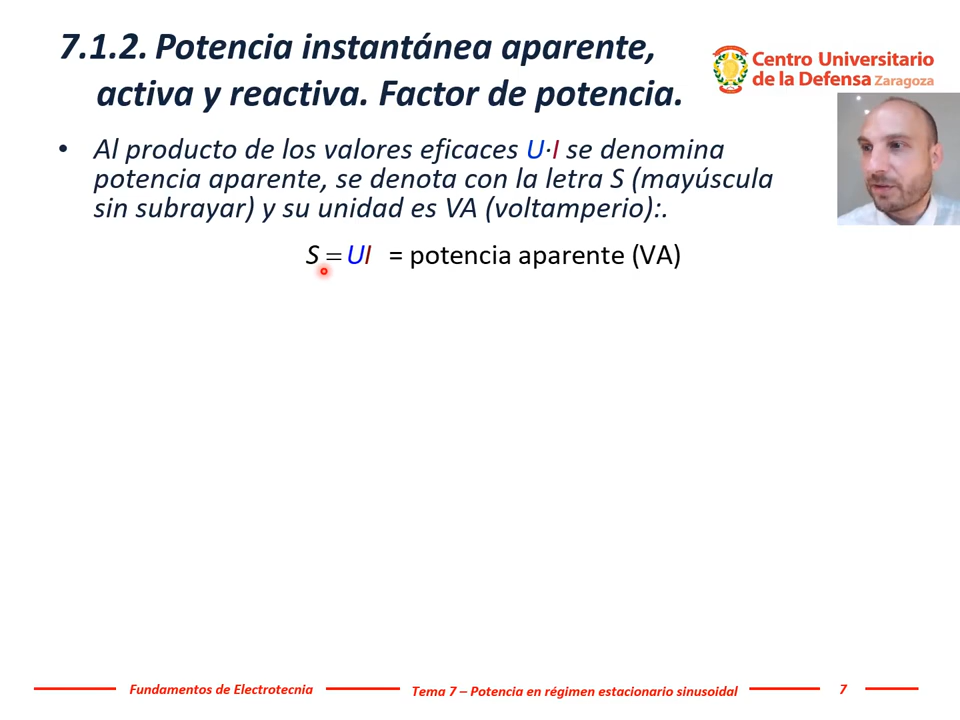 7.1.2. Potencia instantánea aparente,
activa y reactiva. Factor de potencia.
Centro Universitario
de la Defensa Zaragoza
• Al producto de los valores eficaces U·I se denomina
potencia aparente, se denota con la letra S (mayúscula
sin subrayar) y su unidad es VA (voltamperio):.
S = UI = potencia aparente (VA)
Fundamentos de Electrotecnia
Tema 7 – Potencia en régimen estacionario sinusoidal
7